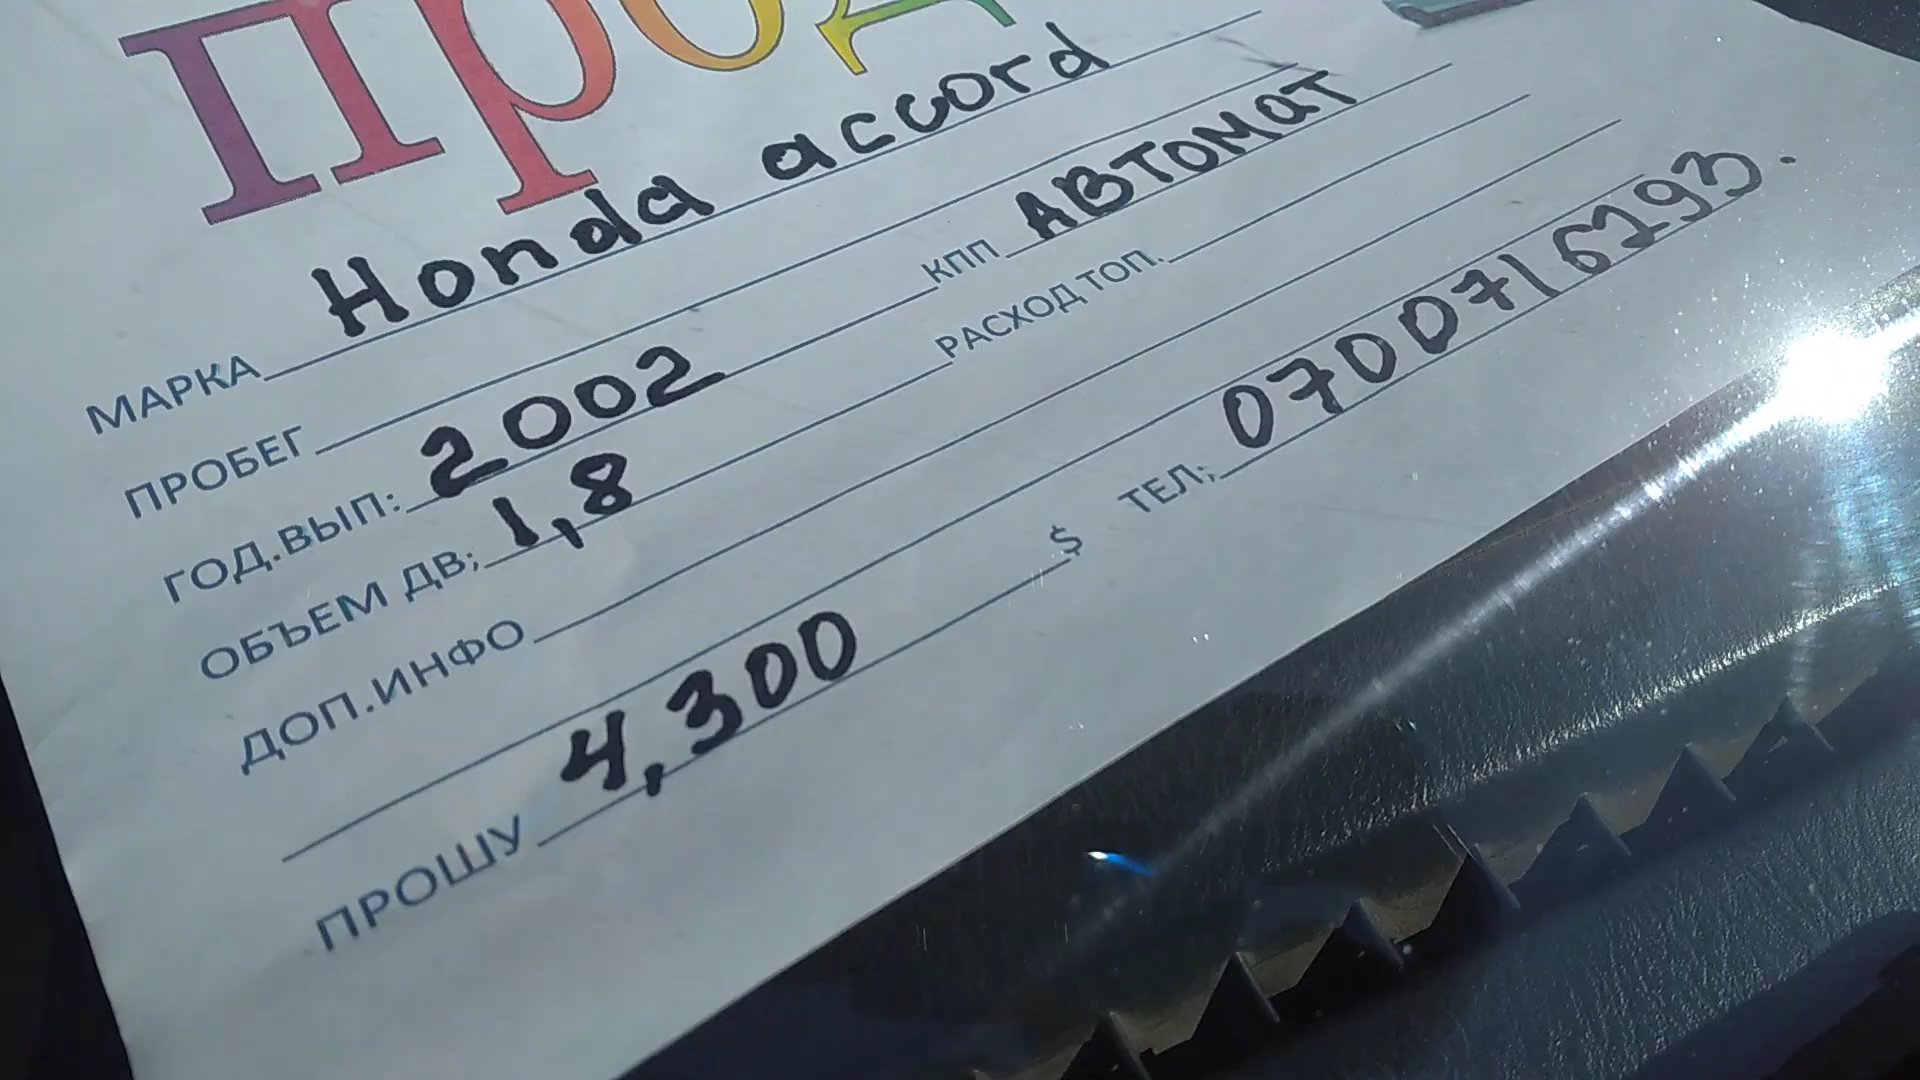 Прод
МАРКА Honda accord
ПРОБЕГ
ГОД.ВЫП: 2002 КПП АВТОМАТ
ОБЪЕМ ДВ; 1,8 РАСХОД ТОП.
ДОП.ИНФО
ПРОШУ 4,300 $ ТЕЛ; 0700716293.